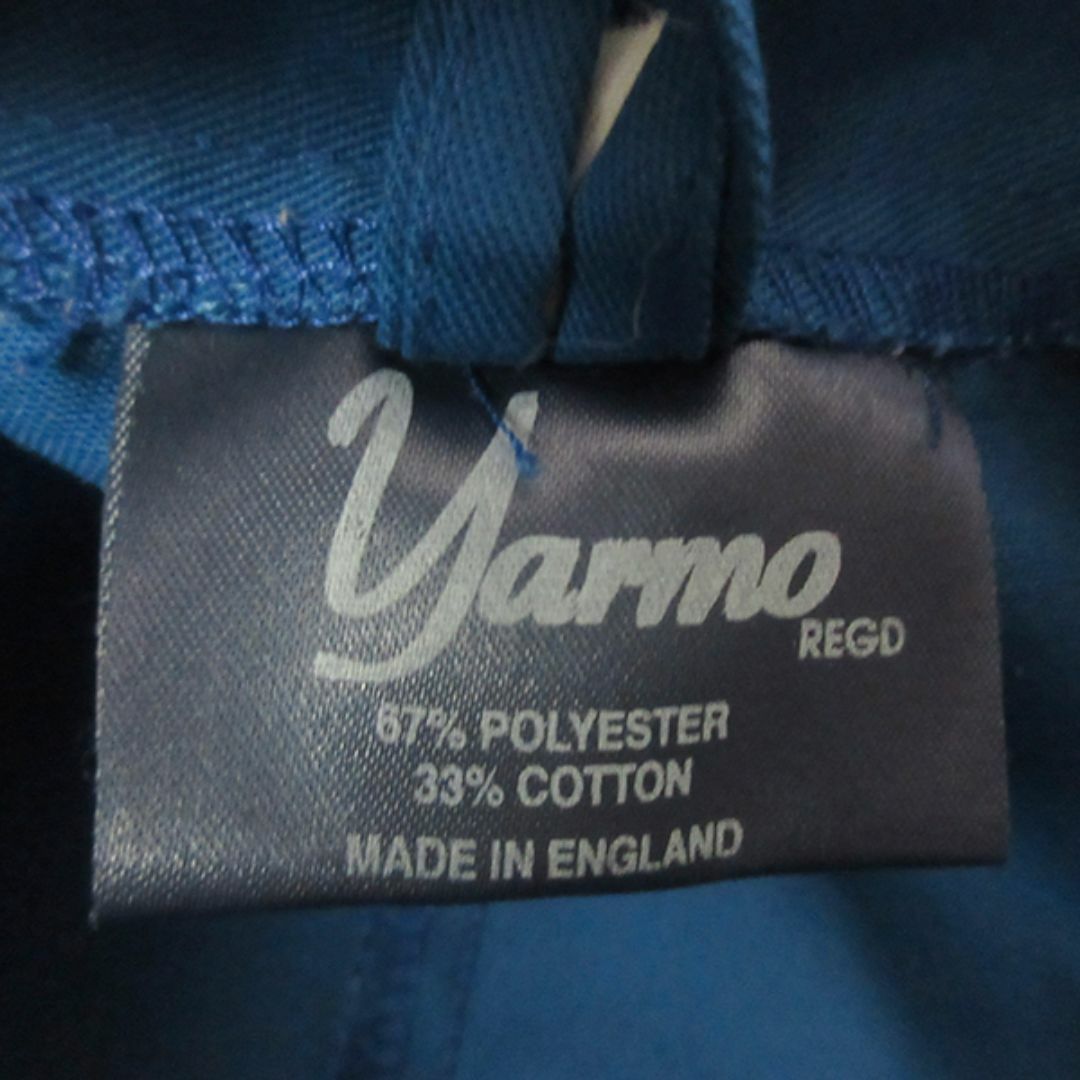 Yarmo
REGD
67% POLYESTER
33% COTTON
MADE IN ENGLAND